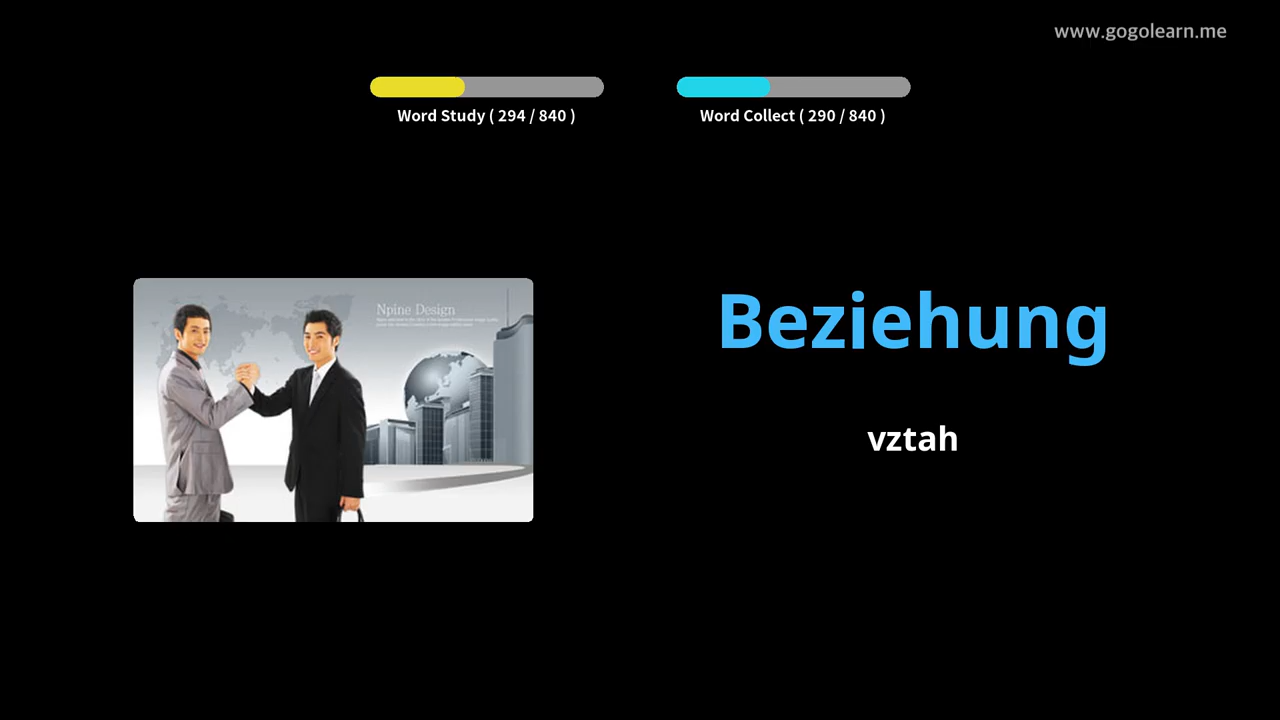 www.gogolearn.me
Word Study ( 294 / 840 )
Word Collect ( 290 / 840 )
Npine Design
Beziehung
vztah